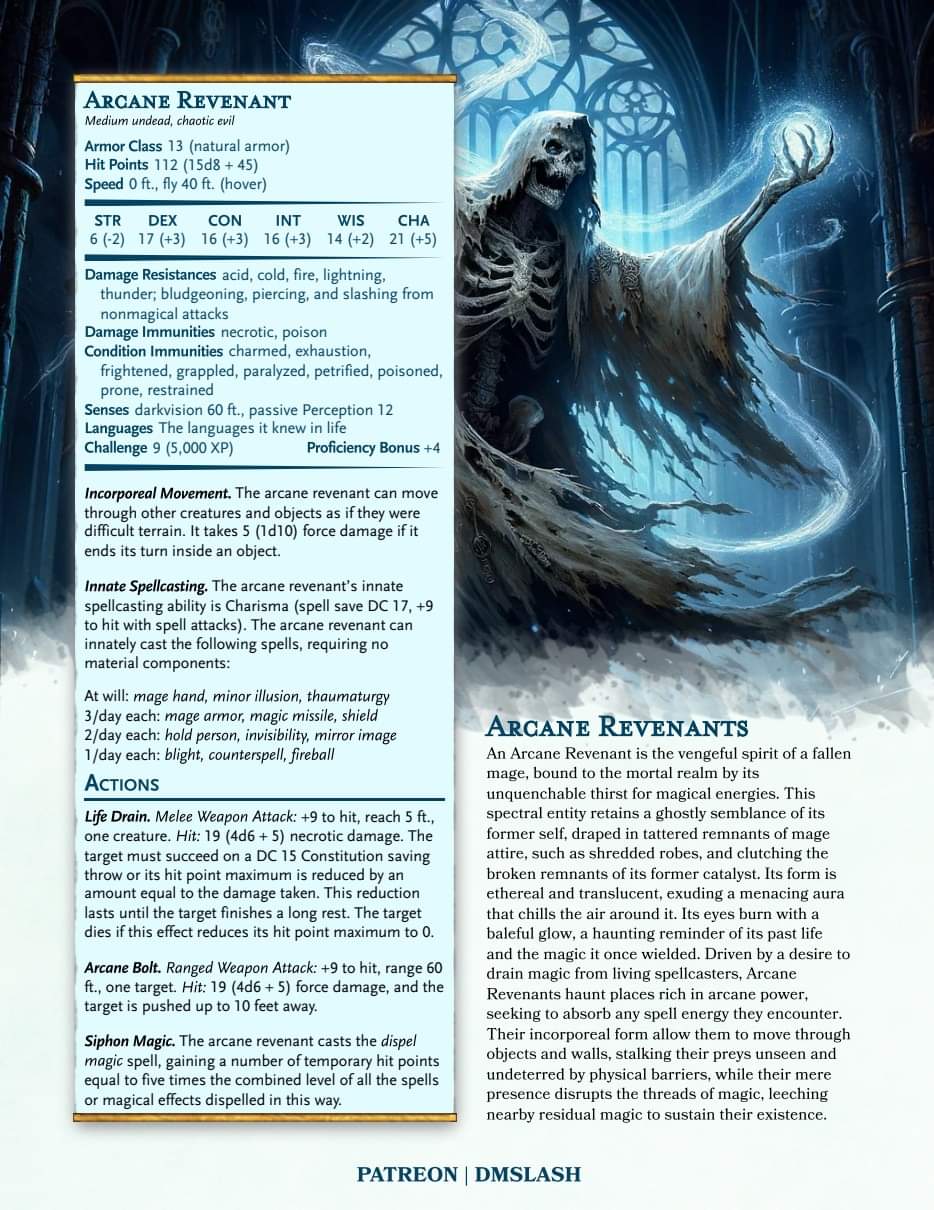 Arcane Revenant
Medium undead, chaotic evil
Armor Class 13 (natural armor)
Hit Points 112 (15d8 + 45)
Speed 0 ft., fly 40 ft. (hover)
STR DEX CON INT WIS CHA
6 (-2) 17 (+3) 16 (+3) 16 (+3) 14 (+2) 21 (+5)
Damage Resistances acid, cold, fire, lightning,
thunder; bludgeoning, piercing, and slashing from
nonmagical attacks
Damage Immunities necrotic, poison
Condition Immunities charmed, exhaustion,
frightened, grappled, paralyzed, petrified, poisoned,
prone, restrained
Senses darkvision 60 ft., passive Perception 12
Languages The languages it knew in life
Challenge 9 (5,000 XP) Proficiency Bonus +4
Incorporeal Movement. The arcane revenant can move
through other creatures and objects as if they were
difficult terrain. It takes 5 (1d10) force damage if it
ends its turn inside an object.
Innate Spellcasting. The arcane revenant's innate
spellcasting ability is Charisma (spell save DC 17, +9
to hit with spell attacks). The arcane revenant can
innately cast the following spells, requiring no
material components:
At will: mage hand, minor illusion, thaumaturgy
3/day each: mage armor, magic missile, shield
2/day each: hold person, invisibility, mirror image
1/day each: blight, counterspell, fireball
Actions
Life Drain. Melee Weapon Attack: +9 to hit, reach 5 ft.,
one creature. Hit: 19 (4d6 + 5) necrotic damage. The
target must succeed on a DC 15 Constitution saving
throw or its hit point maximum is reduced by an
amount equal to the damage taken. This reduction
lasts until the target finishes a long rest. The target
dies if this effect reduces its hit point maximum to 0.
Arcane Bolt. Ranged Weapon Attack: +9 to hit, range 60
ft., one target. Hit: 19 (4d6 + 5) force damage, and the
target is pushed up to 10 feet away.
Siphon Magic. The arcane revenant casts the dispel
magic spell, gaining a number of temporary hit points
equal to five times the combined level of all the spells
or magical effects dispelled in this way.
Arcane Revenants
An Arcane Revenant is the vengeful spirit of a fallen
mage, bound to the mortal realm by its
unquenchable thirst for magical energies. This
spectral entity retains a ghostly semblance of its
former self, draped in tattered remnants of mage
attire, such as shredded robes, and clutching the
broken remnants of its former catalyst. Its form is
ethereal and translucent, exuding a menacing aura
that chills the air around it. Its eyes burn with a
baleful glow, a haunting reminder of its past life
and the magic it once wielded. Driven by a desire to
drain magic from living spellcasters, Arcane
Revenants haunt places rich in arcane power,
seeking to absorb any spell energy they encounter.
Their incorporeal form allow them to move through
objects and walls, stalking their preys unseen and
undeterred by physical barriers, while their mere
presence disrupts the threads of magic, leeching
nearby residual magic to sustain their existence.
PATREON | DMSLASH